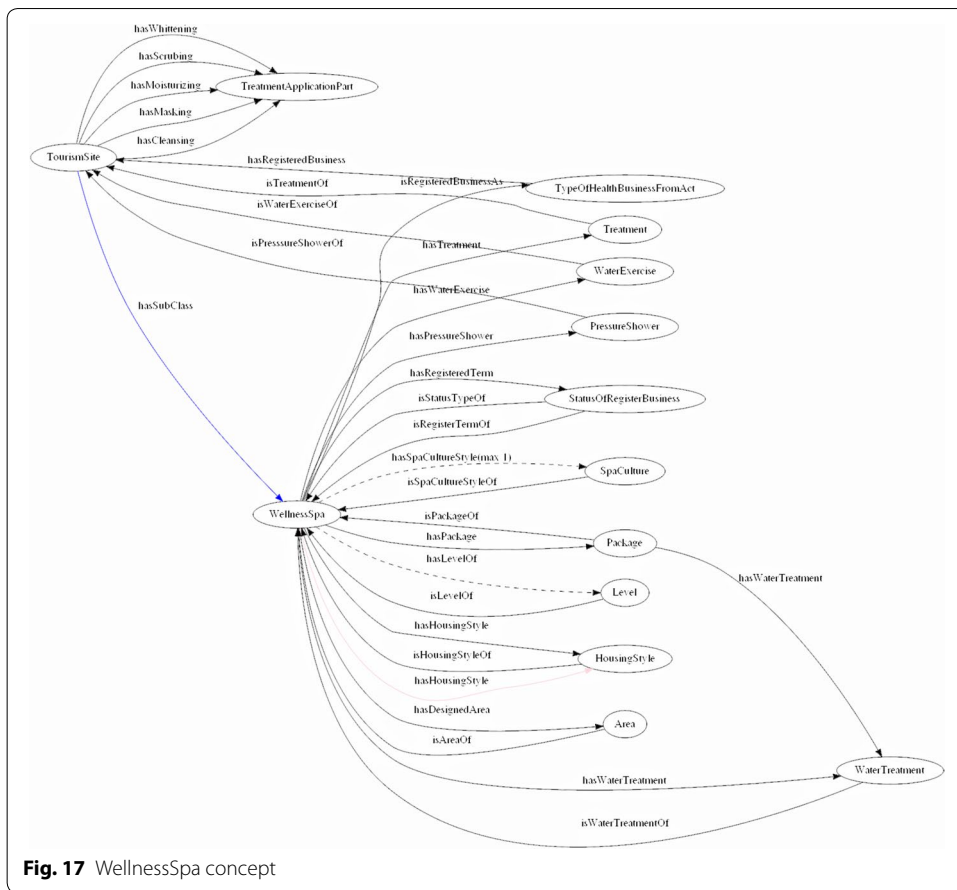 hasWhitening
hasScrubing
hasMoisturizing
TreatmentApplicationPart
hasMasking
hasCleansing
TourismSite
hasRegisteredBusiness
isTreatmentOf
isRegisteredBusinessAs
TypeOfHealthBusinessFromAct
isWaterExerciseOf
Treatment
isPresssureShowerOf
hasTreatment
WaterExercise
hasWaterExercise
hasSubClass
PressureShower
hasPressureShower
hasRegisteredTerm
isStatusTypeOf
StatusOfRegisterBusiness
isRegisterTermOf
hasSpaCultureStyle(max 1)
SpaCulture
isSpaCultureStyleOf
WellnessSpa
isPackageOf
hasPackage
Package
hasLevelOf
hasWaterTreatment
Level
isLevelOf
hasHousingStyle
isHousingStyleOf
HousingStyle
hasHousingStyle
hasDesignedArea
Area
isAreaOf
WaterTreatment
hasWaterTreatment
isWaterTreatmentOf
Fig. 17 WellnessSpa concept